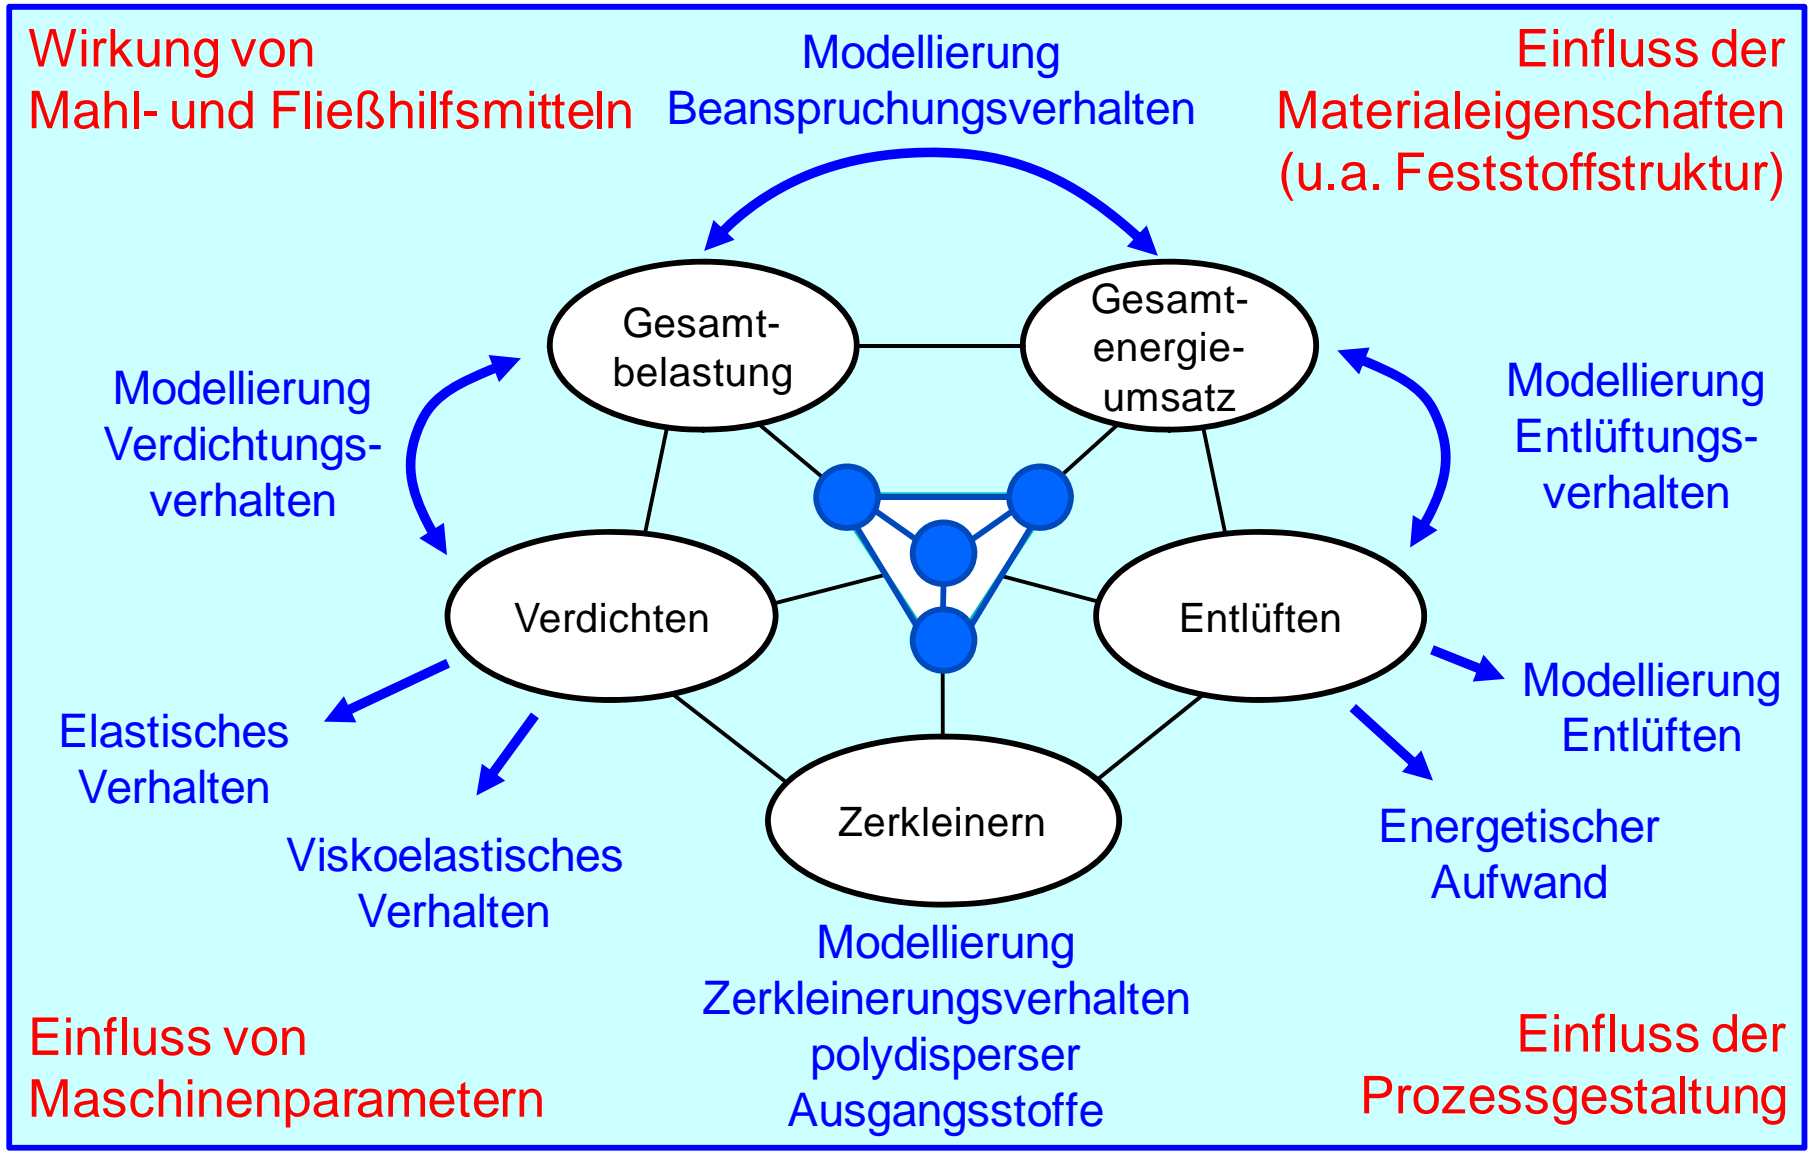 Wirkung von
Mahl- und Fließhilfsmitteln
Modellierung
Beanspruchungsverhalten
Einfluss der
Materialeigenschaften
(u.a. Feststoffstruktur)
Gesamt-
belastung
Gesamt-
energie-
umsatz
Modellierung
Verdichtungs-
verhalten
Modellierung
Entlüftungs-
verhalten
Verdichten
Entlüften
Elastisches
Verhalten
Modellierung
Entlüften
Viskoelastisches
Verhalten
Zerkleinern
Energetischer
Aufwand
Modellierung
Zerkleinerungsverhalten
polydisperser
Ausgangsstoffe
Einfluss von
Maschinenparametern
Einfluss der
Prozessgestaltung